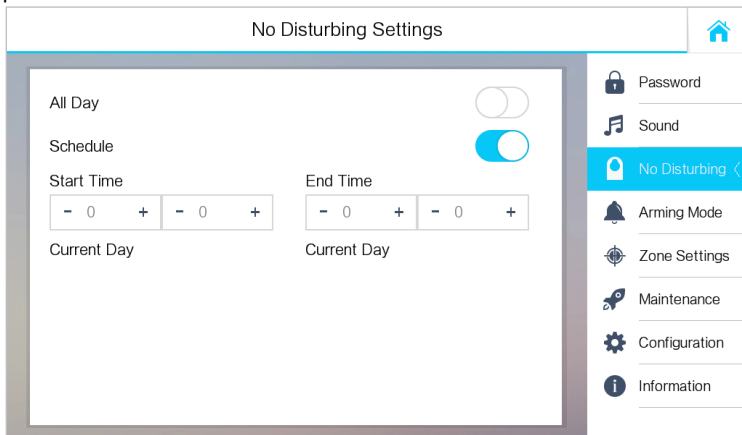 No Disturbing Settings
All Day
Schedule
Start Time End Time
- 0 + - 0 + - 0 + - 0 +
Current Day Current Day
Password
Sound
No Disturbing
Arming Mode
Zone Settings
Maintenance
Configuration
Information